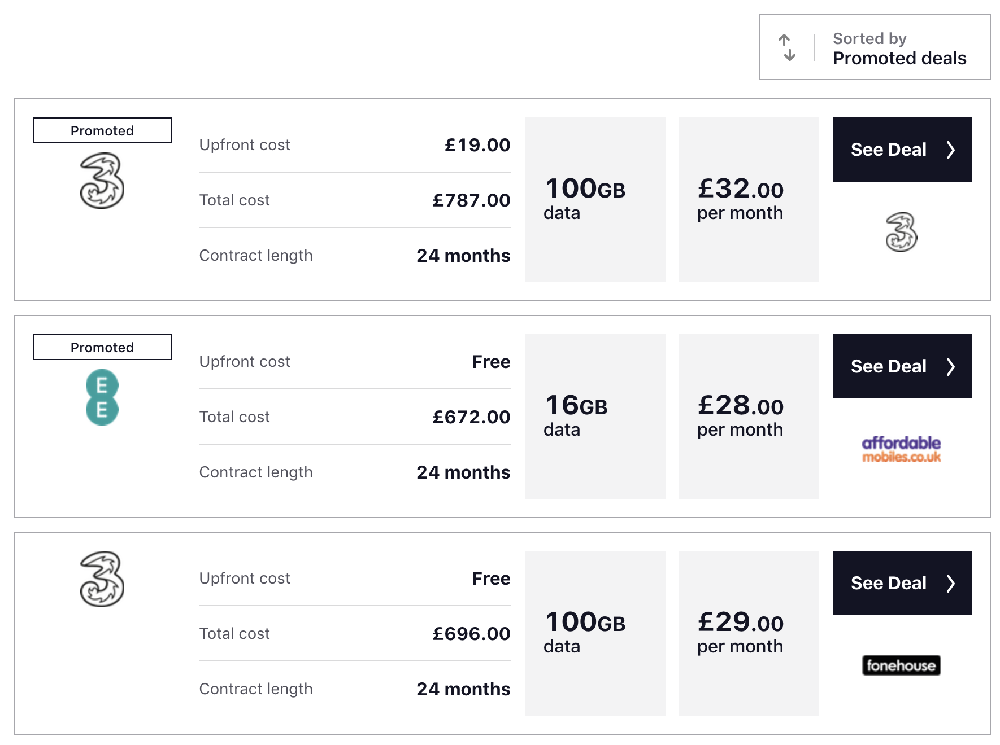 Sorted by
Promoted deals
Promoted
3
Upfront cost £19.00
Total cost £787.00
Contract length 24 months
100GB
data
£32.00
per month
See Deal
3
Promoted
E
E
Upfront cost Free
Total cost £672.00
Contract length 24 months
16GB
data
£28.00
per month
See Deal
affordable
mobiles.co.uk
3
Upfront cost Free
Total cost £696.00
Contract length 24 months
100GB
data
£29.00
per month
See Deal
fonehouse